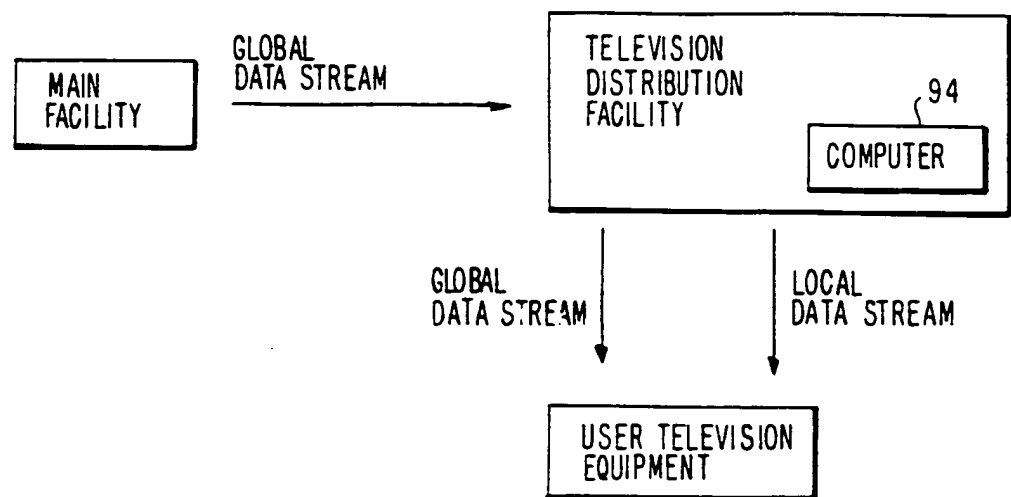 MAIN
FACILITY
GLOBAL
DATA STREAM
TELEVISION
DISTRIBUTION
FACILITY
94
COMPUTER
GLOBAL
DATA STREAM
LOCAL
DATA STREAM
USER TELEVISION
EQUIPMENT